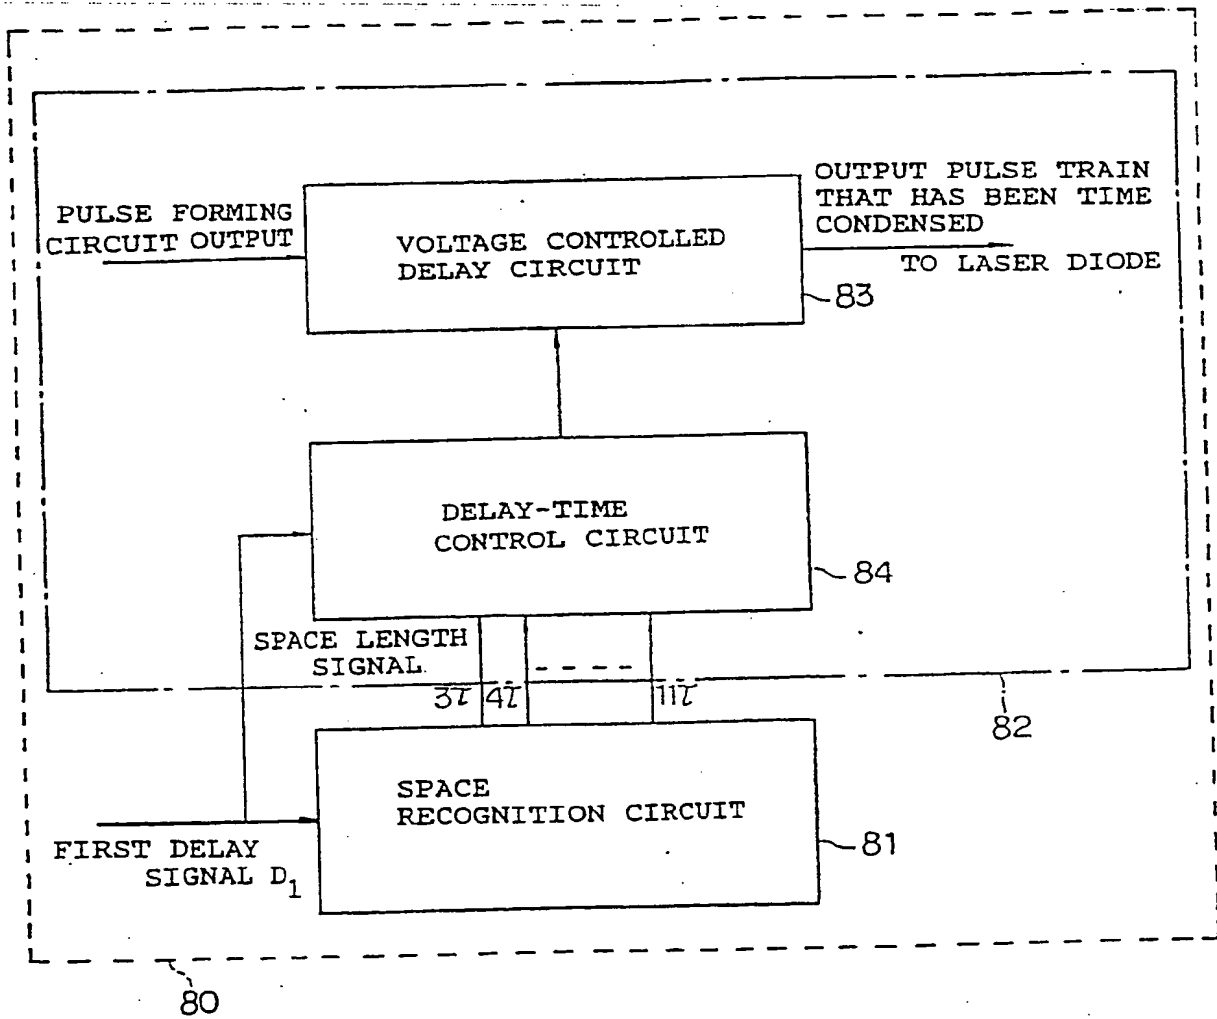 PULSE FORMING
CIRCUIT OUTPUT
VOLTAGE CONTROLLED
DELAY CIRCUIT
OUTPUT PULSE TRAIN
THAT HAS BEEN TIME
CONDENSED
TO LASER DIODE
83
DELAY-TIME
CONTROL CIRCUIT
84
SPACE LENGTH
SIGNAL
3τ 4τ 11τ
82
SPACE
RECOGNITION CIRCUIT
81
FIRST DELAY
SIGNAL D1
80